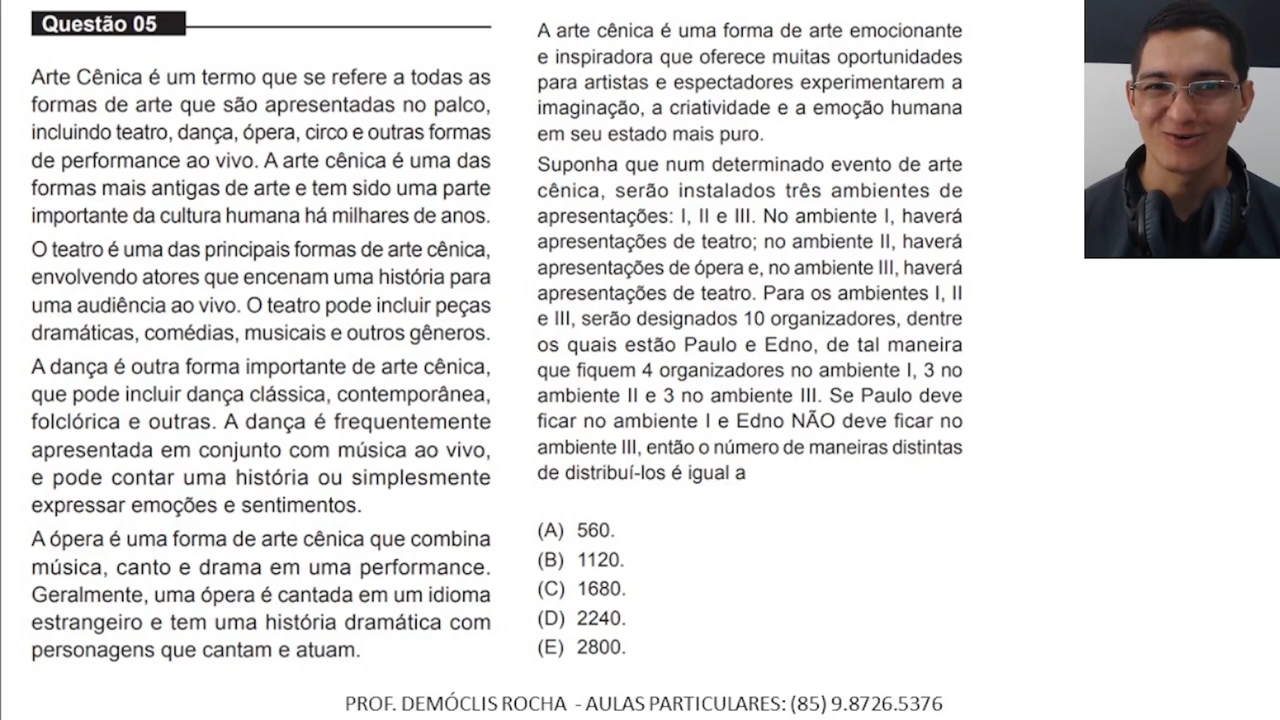 Questão 05
Arte Cênica é um termo que se refere a todas as
formas de arte que são apresentadas no palco,
incluindo teatro, dança, ópera, circo e outras formas
de performance ao vivo. A arte cênica é uma das
formas mais antigas de arte e tem sido uma parte
importante da cultura humana há milhares de anos.
O teatro é uma das principais formas de arte cênica,
envolvendo atores que encenam uma história para
uma audiência ao vivo. O teatro pode incluir peças
dramáticas, comédias, musicais e outros gêneros.
A dança é outra forma importante de arte cênica,
que pode incluir dança clássica, contemporânea,
folclórica e outras. A dança é frequentemente
apresentada em conjunto com música ao vivo,
e pode contar uma história ou simplesmente
expressar emoções e sentimentos.
A ópera é uma forma de arte cênica que combina
música, canto e drama em uma performance.
Geralmente, uma ópera é cantada em um idioma
estrangeiro e tem uma história dramática com
personagens que cantam e atuam.
A arte cênica é uma forma de arte emocionante
e inspiradora que oferece muitas oportunidades
para artistas e espectadores experimentarem a
imaginação, a criatividade e a emoção humana
em seu estado mais puro.
Suponha que num determinado evento de arte
cênica, serão instalados três ambientes de
apresentações: I, II e III. No ambiente I, haverá
apresentações de teatro; no ambiente II, haverá
apresentações de ópera e, no ambiente III, haverá
apresentações de teatro. Para os ambientes I, II
e III, serão designados 10 organizadores, dentre
os quais estão Paulo e Edno, de tal maneira
que fiquem 4 organizadores no ambiente I, 3 no
ambiente II e 3 no ambiente III. Se Paulo deve
ficar no ambiente I e Edno NÃO deve ficar no
ambiente III, então o número de maneiras distintas
de distribuí-los é igual a
(A) 560.
(B) 1120.
(C) 1680.
(D) 2240.
(E) 2800.
PROF. DEMÓCLIS ROCHA - AULAS PARTICULARES: (85) 9.8726.5376